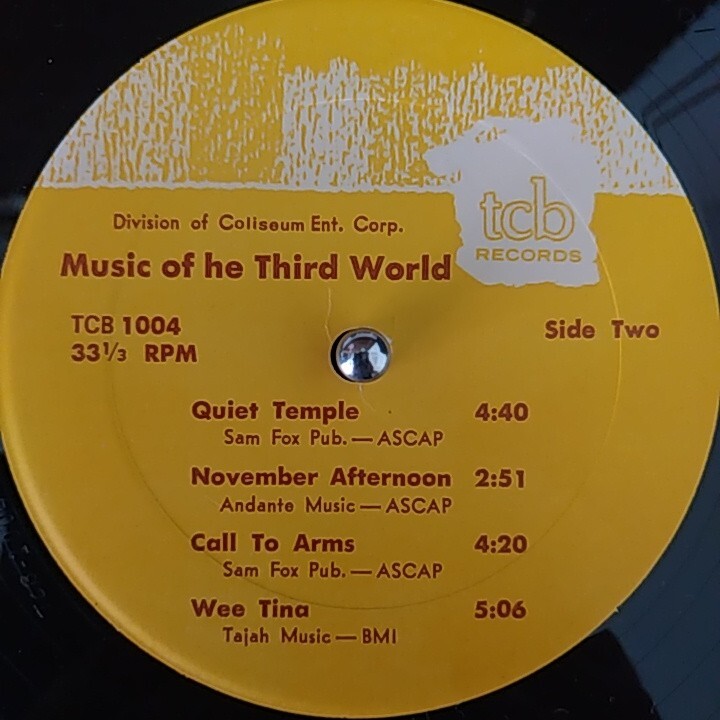 tcb
RECORDS
Division of Coliseum Ent. Corp.
Music of he Third World
TCB 1004
Side Two
33⅓ RPM
Quiet Temple 4:40
Sam Fox Pub. — ASCAP
November Afternoon 2:51
Andante Music — ASCAP
Call To Arms 4:20
Sam Fox Pub. — ASCAP
Wee Tina 5:06
Tajah Music — BMI